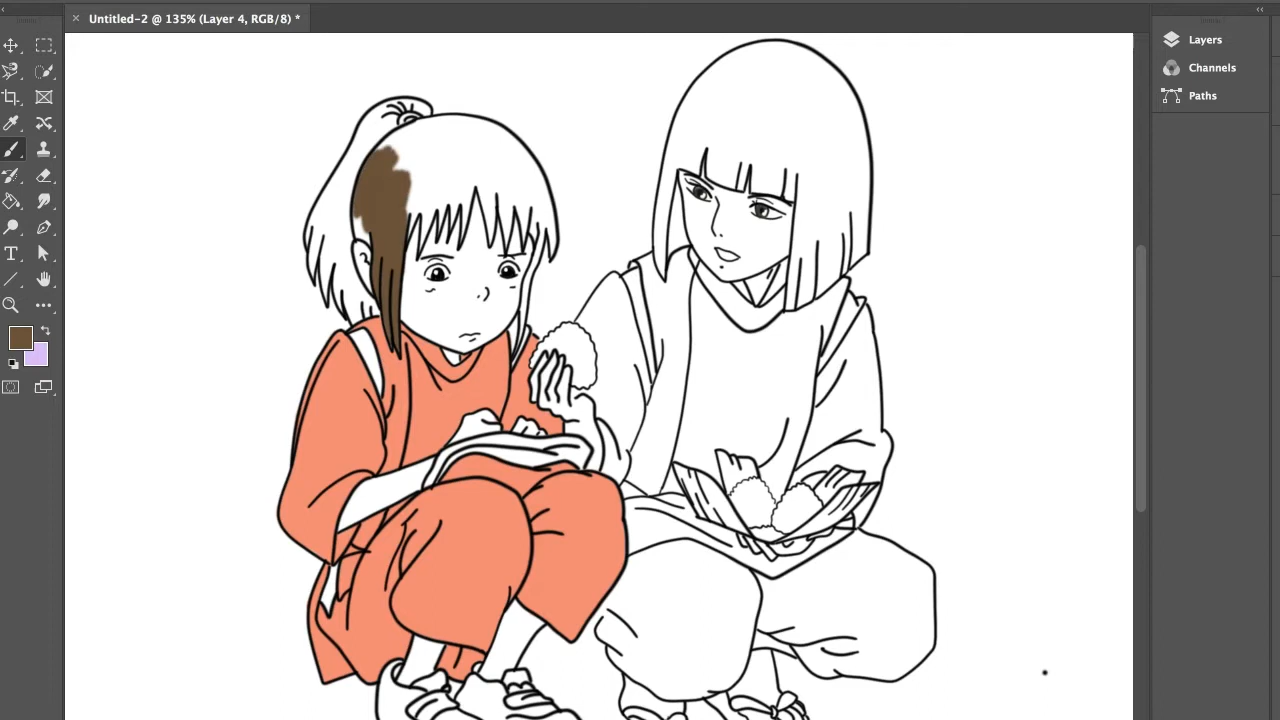 Untitled-2 @ 135% (Layer 4, RGB/8) *
Layers
Channels
Paths